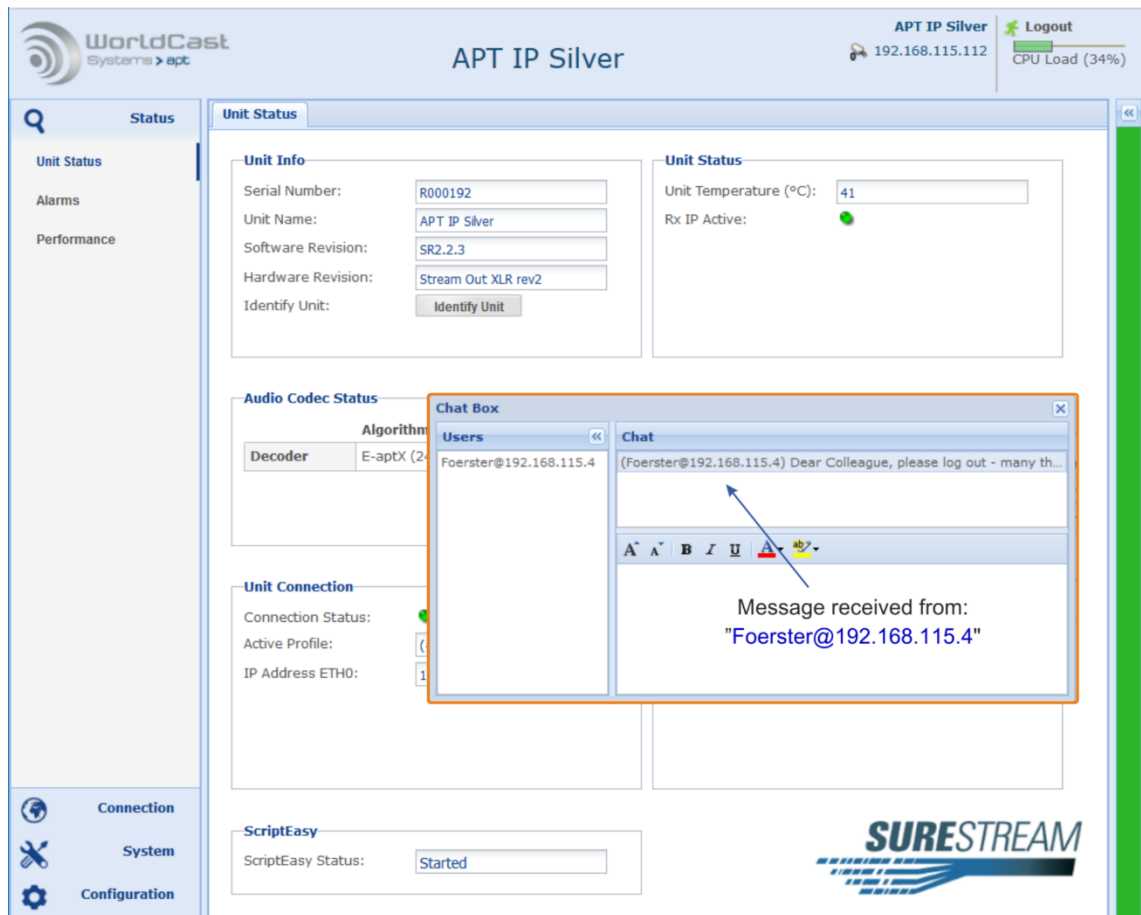 WorldCast
Systems > apt
APT IP Silver
APT IP Silver
192.168.115.112
Logout
CPU Load (34%)
Status
Unit Status
Alarms
Performance
Connection
System
Configuration
Unit Status
Unit Info
Serial Number: R000192
Unit Name: APT IP Silver
Software Revision: SR2.2.3
Hardware Revision: Stream Out XLR rev2
Identify Unit: Identify Unit
Unit Status
Unit Temperature (°C): 41
Rx IP Active:
Audio Codec Status
Algorithm
Decoder E-aptX (24
Chat Box
Users
Foerster@192.168.115.4
Chat
(Foerster@192.168.115.4) Dear Colleague, please log out - many th...
A A B I U A ab
Message received from:
"Foerster@192.168.115.4"
Unit Connection
Connection Status:
Active Profile: (
IP Address ETH0: 1
ScriptEasy
ScriptEasy Status: Started
SURESTREAM